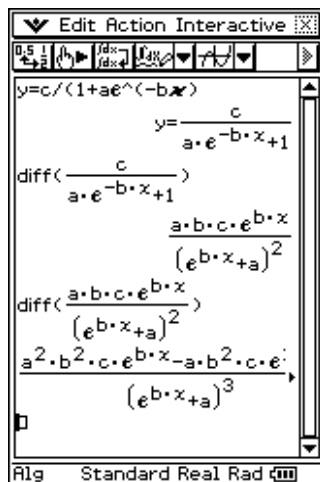 Edit Action Interactive
y=c/(1+ae^(-bx)
y=c/(a·e^(-b·x)+1)
diff(c/(a·e^(-b·x)+1))
(a·b·c·e^(b·x))/(e^(b·x)+a)^2
diff((a·b·c·e^(b·x))/(e^(b·x)+a)^2)
(a^2·b^2·c·e^(b·x)-a·b^2·c·e
(e^(b·x)+a)^3
Alg Standard Real Rad